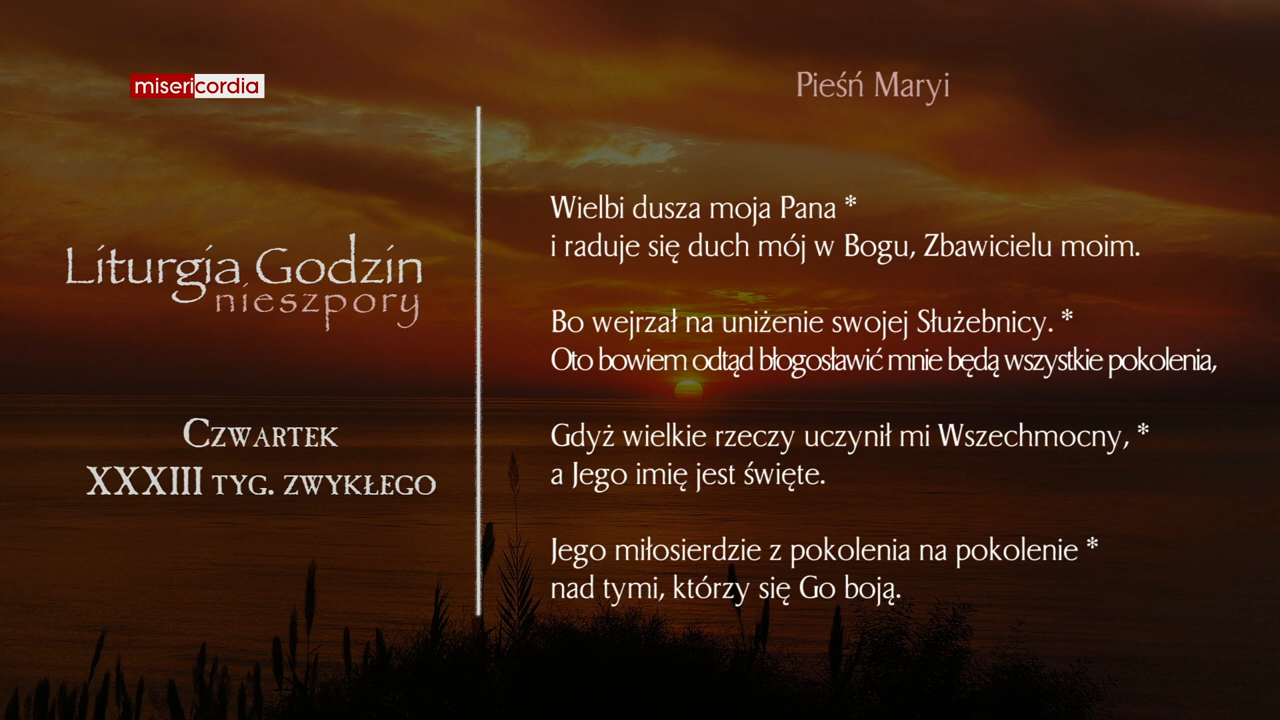 misericordia
Liturgia Godzin
nieszpory
Czwartek
XXXIII tyg. zwykłego
Pieśń Maryi
Wielbi dusza moja Pana *
i raduje się duch mój w Bogu, Zbawicielu moim.
Bo wejrzał na uniżenie swojej Służebnicy. *
Oto bowiem odtąd błogosławić mnie będą wszystkie pokolenia,
Gdyż wielkie rzeczy uczynił mi Wszechmocny, *
a Jego imię jest święte.
Jego miłosierdzie z pokolenia na pokolenie *
nad tymi, którzy się Go boją.